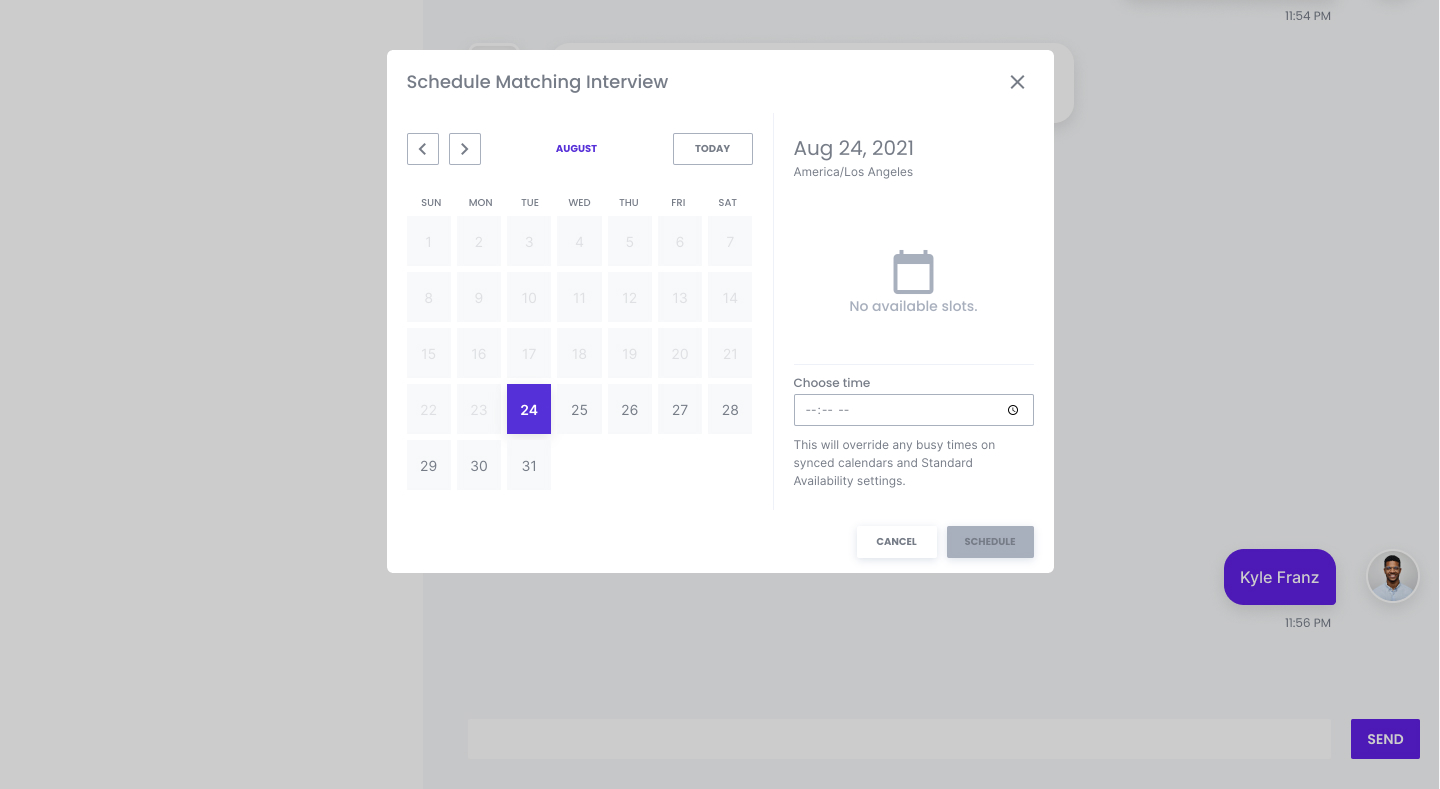 11:54 PM
Schedule Matching Interview
AUGUST
TODAY
SUN MON TUE WED THU FRI SAT
1 2 3 4 5 6 7
8 9 10 11 12 13 14
15 16 17 18 19 20 21
22 23 24 25 26 27 28
29 30 31
Aug 24, 2021
America/Los Angeles
No available slots.
Choose time
--:-- --
This will override any busy times on
synced calendars and Standard
Availability settings.
CANCEL SCHEDULE
Kyle Franz
11:56 PM
SEND